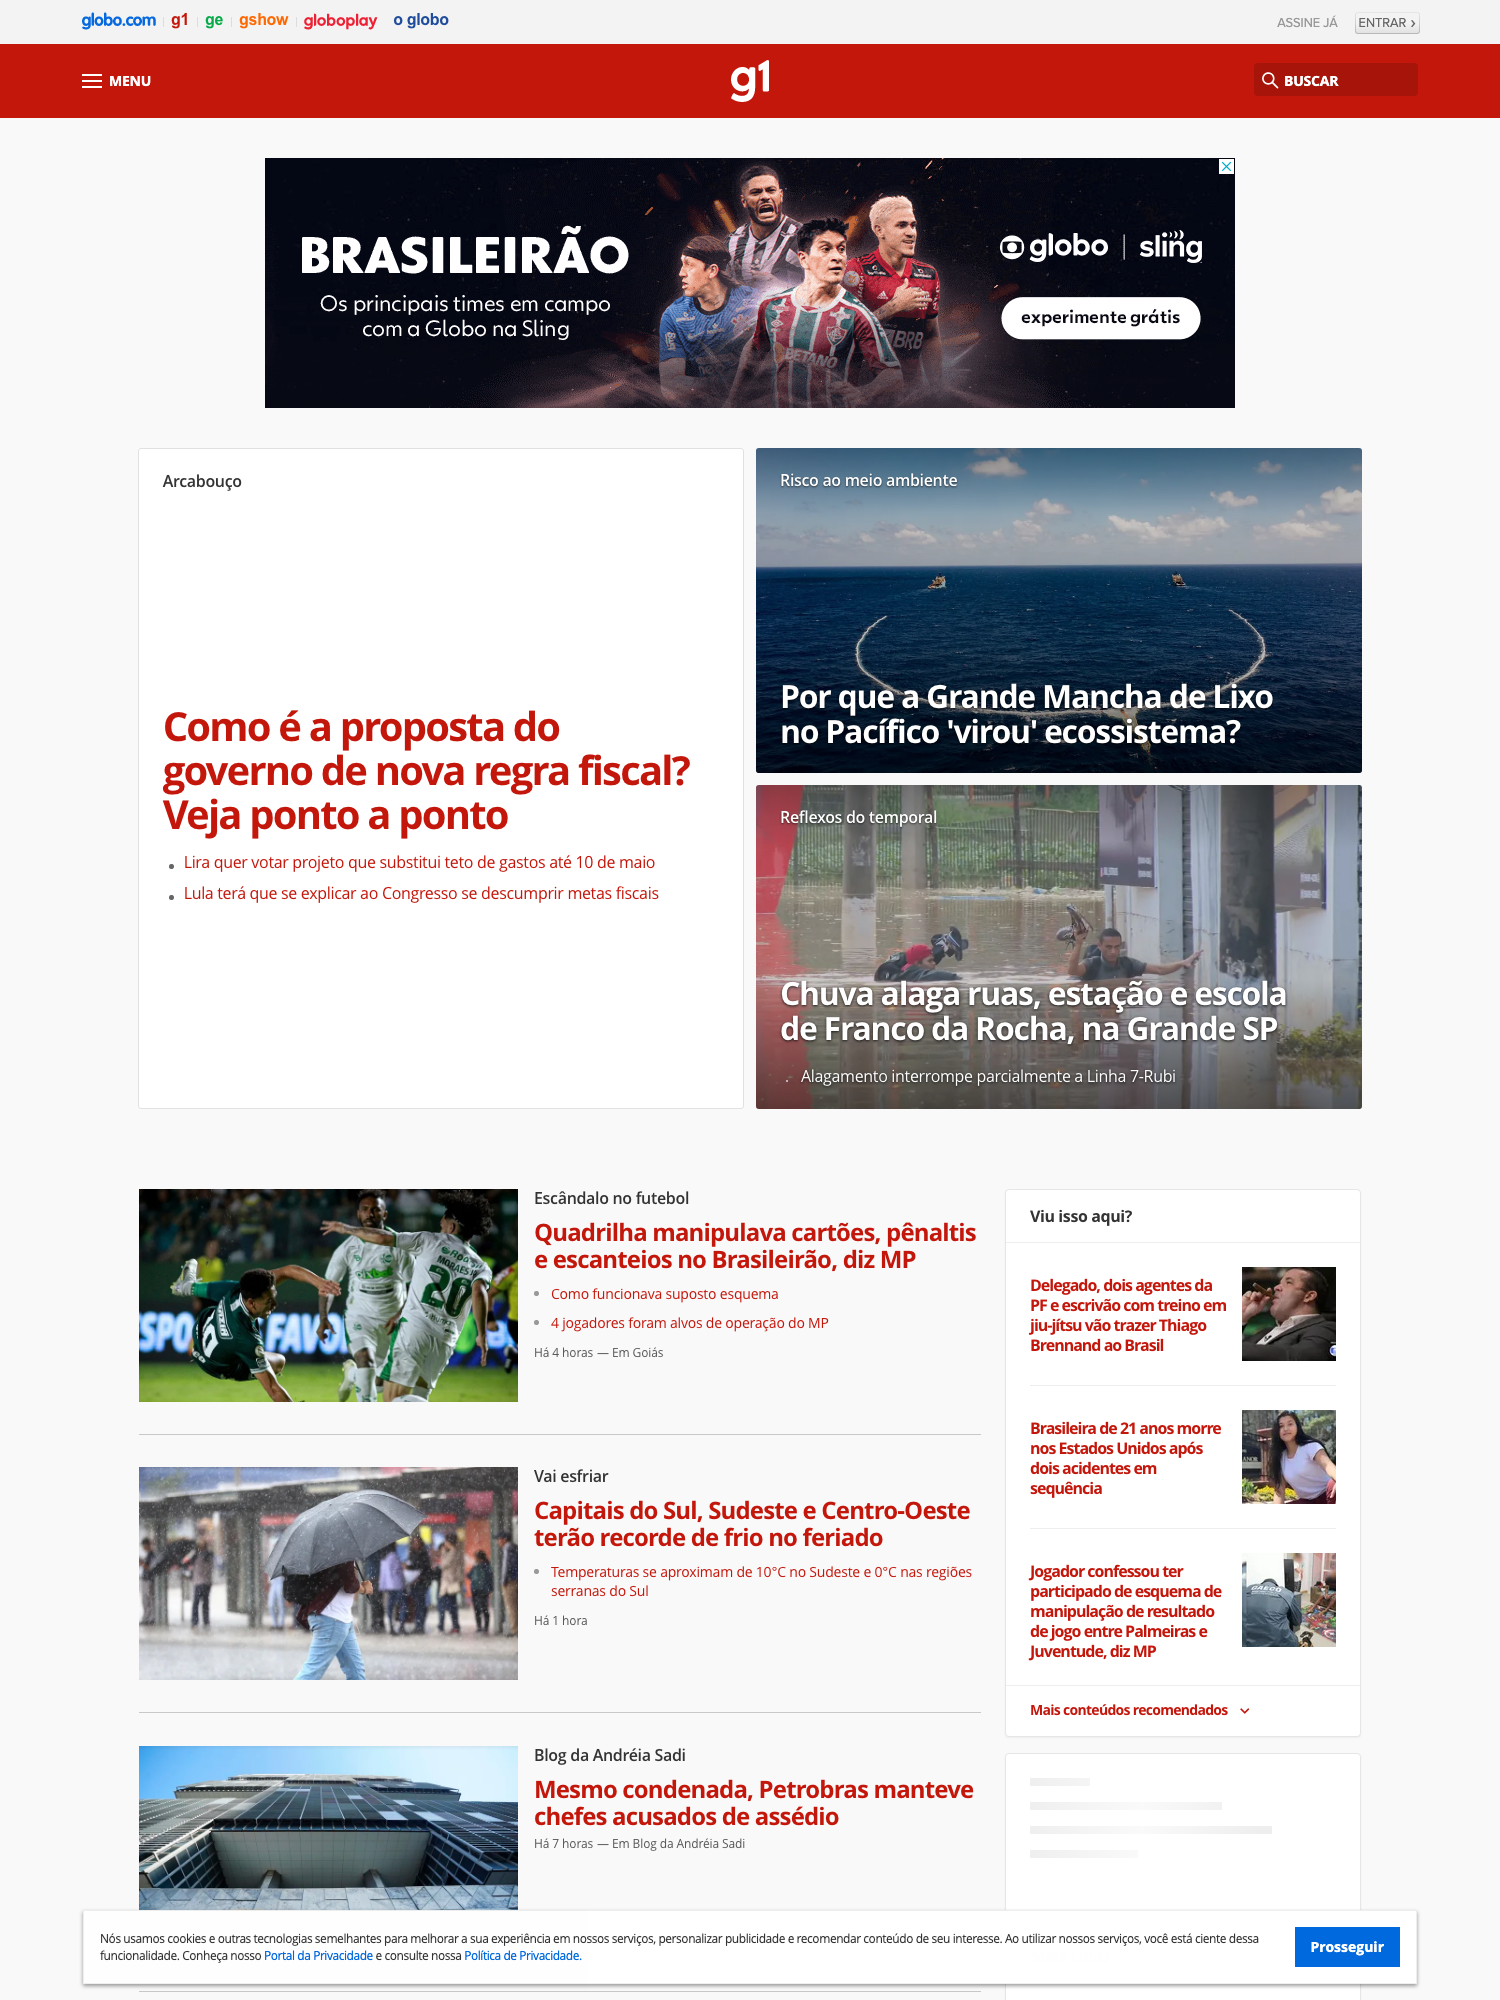 globo.com g1 ge gshow globoplay o globo
ASSINE JÁ
ENTRAR ›
MENU
g1
BUSCAR
BRASILEIRÃO
Os principais times em campo
com a Globo na Sling
globo | sling
experimente grátis
BETANO
BRB
Arcabouço
Como é a proposta do
governo de nova regra fiscal?
Veja ponto a ponto
Lira quer votar projeto que substitui teto de gastos até 10 de maio
Lula terá que se explicar ao Congresso se descumprir metas fiscais
Risco ao meio ambiente
Por que a Grande Mancha de Lixo
no Pacífico 'virou' ecossistema?
Reflexos do temporal
Chuva alaga ruas, estação e escola
de Franco da Rocha, na Grande SP
. Alagamento interrompe parcialmente a Linha 7-Rubi
MORAES JR
20
SPO
FAVO
Escândalo no futebol
Quadrilha manipulava cartões, pênaltis
e escanteios no Brasileirão, diz MP
Como funcionava suposto esquema
4 jogadores foram alvos de operação do MP
Há 4 horas — Em Goiás
Vai esfriar
Capitais do Sul, Sudeste e Centro-Oeste
terão recorde de frio no feriado
Temperaturas se aproximam de 10°C no Sudeste e 0°C nas regiões
serranas do Sul
Há 1 hora
Blog da Andréia Sadi
Mesmo condenada, Petrobras manteve
chefes acusados de assédio
Há 7 horas — Em Blog da Andréia Sadi
Viu isso aqui?
Delegado, dois agentes da
PF e escrivão com treino em
jiu-jítsu vão trazer Thiago
Brennand ao Brasil
Brasileira de 21 anos morre
nos Estados Unidos após
dois acidentes em
sequência
Jogador confessou ter
participado de esquema de
manipulação de resultado
de jogo entre Palmeiras e
Juventude, diz MP
GAECO
Mais conteúdos recomendados
Nós usamos cookies e outras tecnologias semelhantes para melhorar a sua experiência em nossos serviços, personalizar publicidade e recomendar conteúdo de seu interesse. Ao utilizar nossos serviços, você está ciente dessa
funcionalidade. Conheça nosso Portal da Privacidade e consulte nossa Política de Privacidade.
Prosseguir